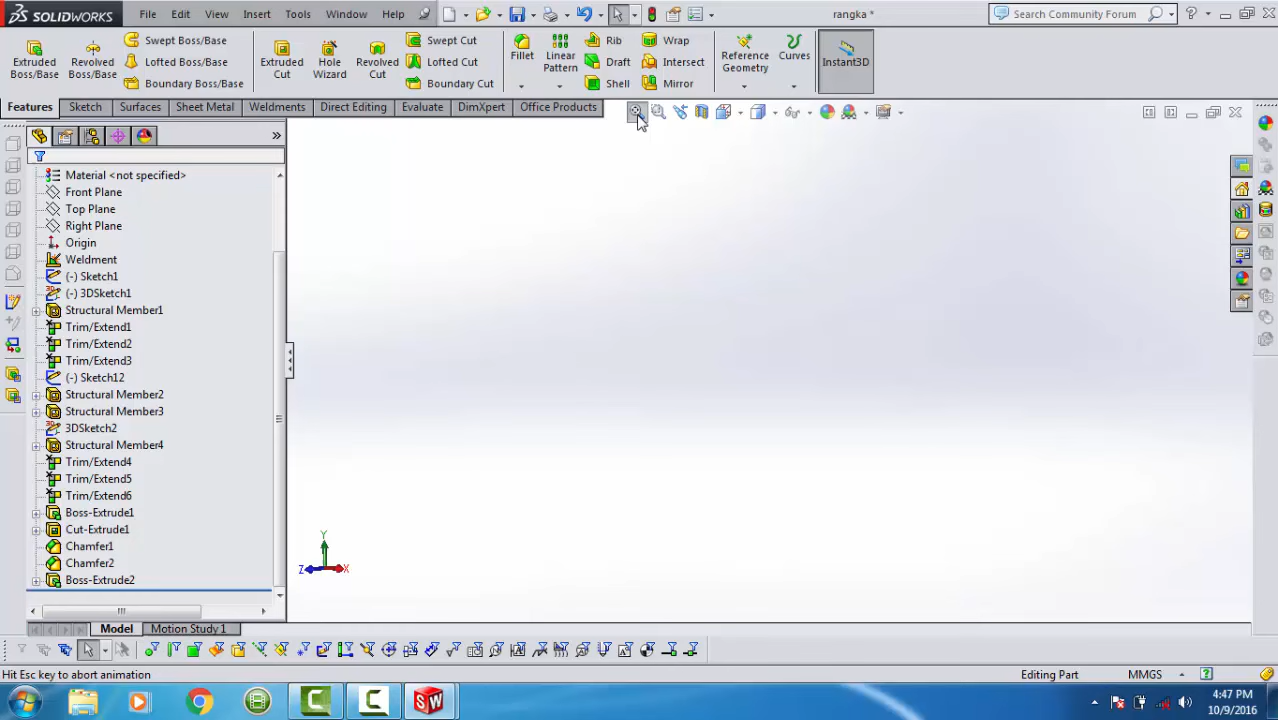 SOLIDWORKS File Edit View Insert Tools Window Help rangka * Search Community Forum
Extruded Boss/Base
Revolved Boss/Base
Swept Boss/Base
Lofted Boss/Base
Boundary Boss/Base
Extruded Cut
Hole Wizard
Revolved Cut
Swept Cut
Lofted Cut
Boundary Cut
Fillet
Linear Pattern
Rib
Draft
Shell
Wrap
Intersect
Mirror
Reference Geometry
Curves
Instant3D
Features Sketch Surfaces Sheet Metal Weldments Direct Editing Evaluate DimXpert Office Products
Material <not specified>
Front Plane
Top Plane
Right Plane
Origin
Weldment
(-) Sketch1
(-) 3DSketch1
Structural Member1
Trim/Extend1
Trim/Extend2
Trim/Extend3
(-) Sketch12
Structural Member2
Structural Member3
3DSketch2
Structural Member4
Trim/Extend4
Trim/Extend5
Trim/Extend6
Boss-Extrude1
Cut-Extrude1
Chamfer1
Chamfer2
Boss-Extrude2
Y
Z X
Model Motion Study 1
Hit Esc key to abort animation Editing Part MMGS
4:47 PM
10/9/2016